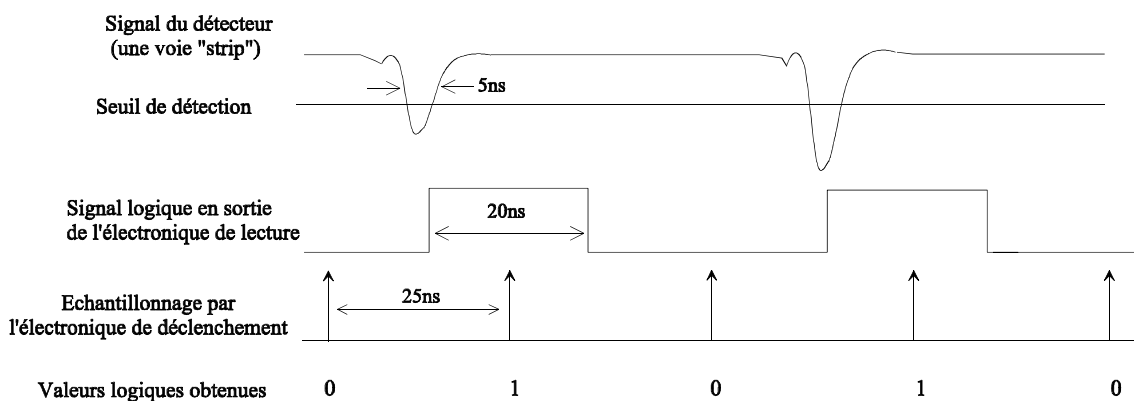 Signal du détecteur
(une voie "strip")
5ns
Seuil de détection
Signal logique en sortie
de l'électronique de lecture
20ns
Echantillonnage par
l'électronique de déclenchement
25ns
Valeurs logiques obtenues 0 1 0 1 0